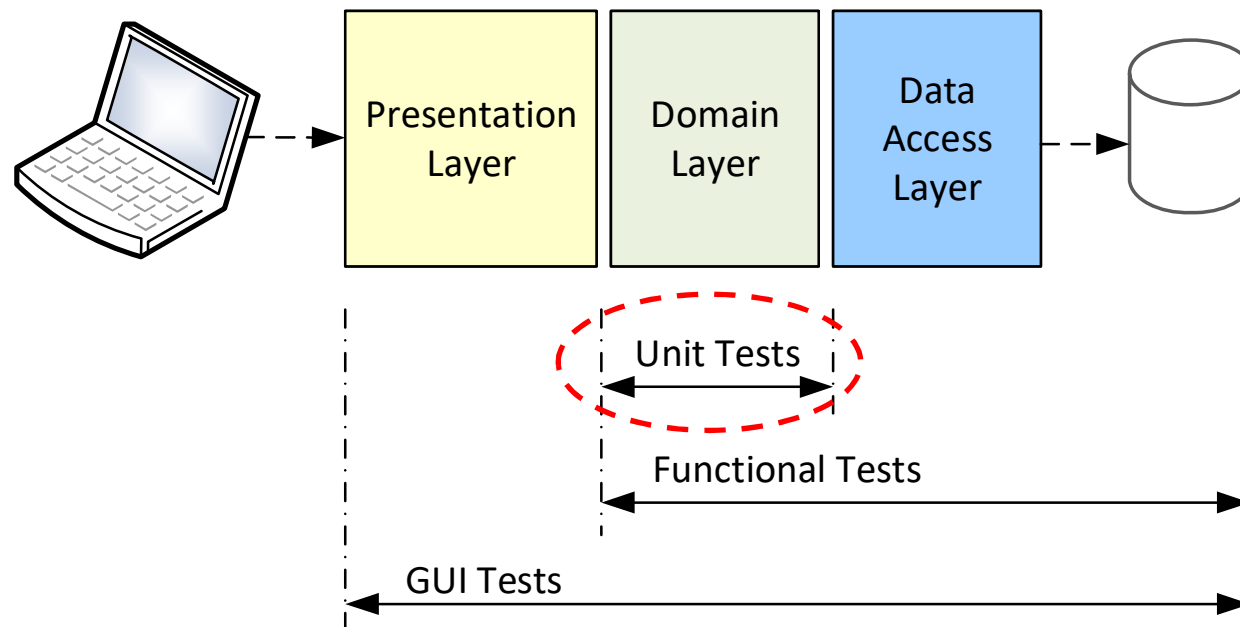 Presentation
Layer
Domain
Layer
Data
Access
Layer
Unit Tests
Functional Tests
GUI Tests